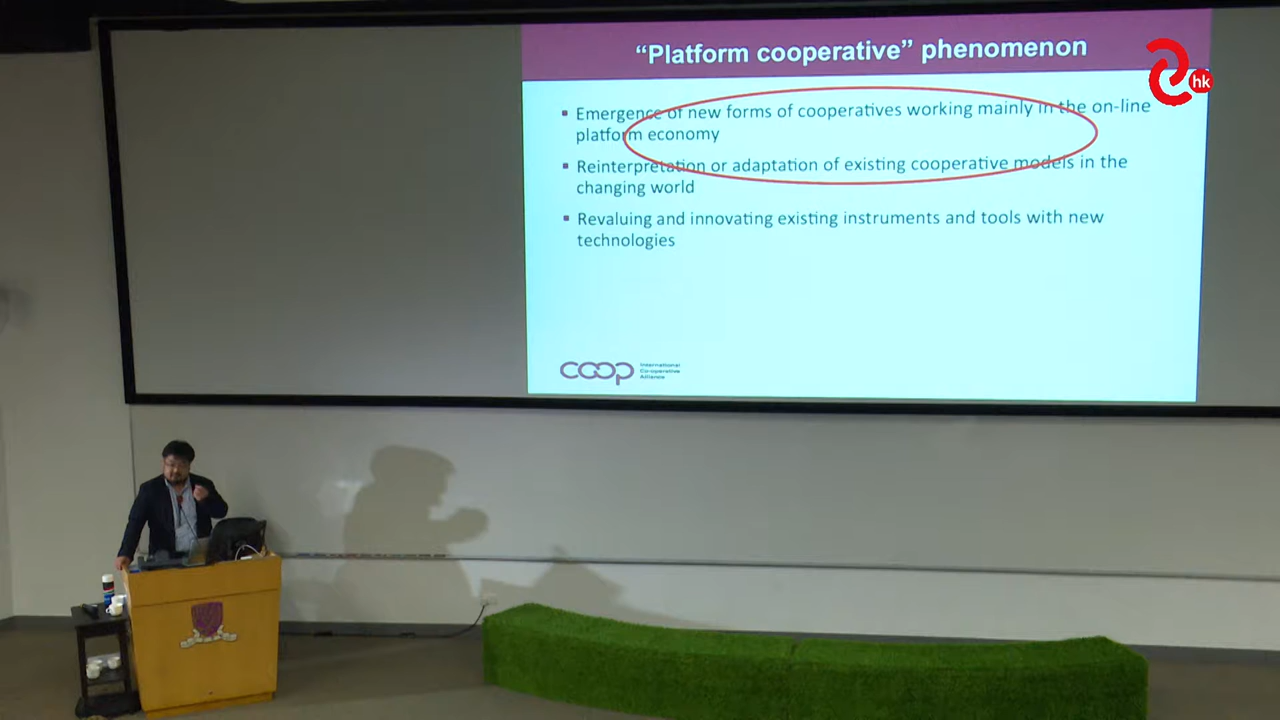 “Platform cooperative” phenomenon
hk
Emergence of new forms of cooperatives working mainly in the on-line
platform economy
Reinterpretation or adaptation of existing cooperative models in the
changing world
Revaluing and innovating existing instruments and tools with new
technologies
coop
International
Co-operative
Alliance